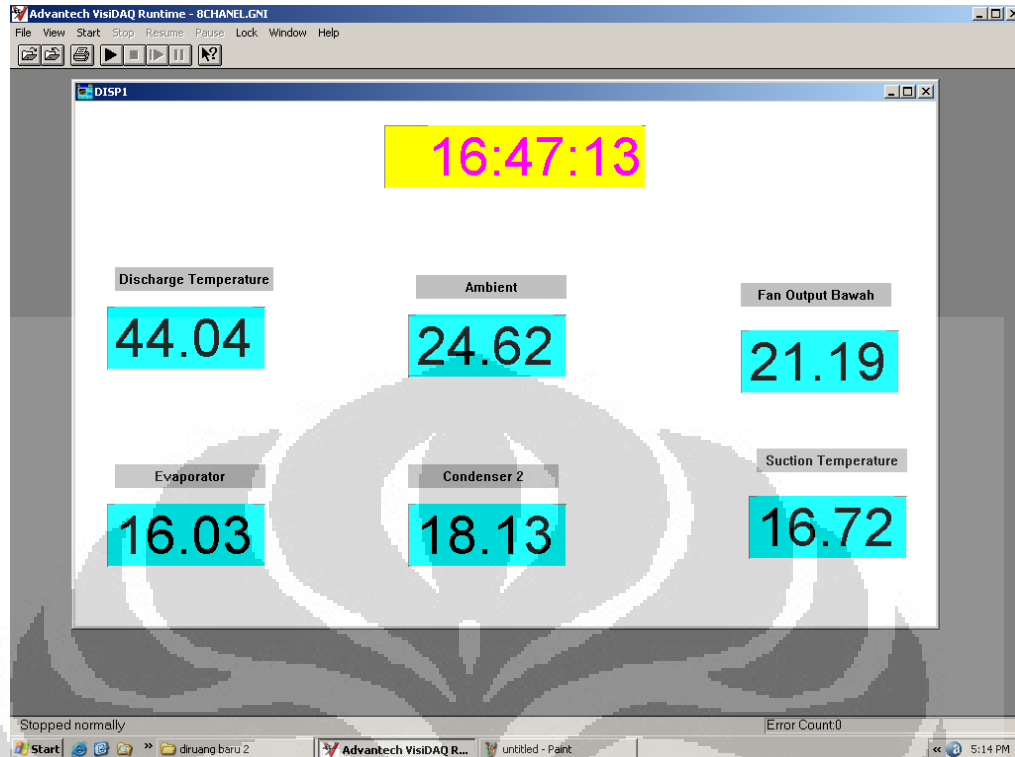 Advantech VisiDAQ Runtime - 8CHANEL.GNI
File View Start Stop Resume Pause Lock Window Help
DISP1
16:47:13
Discharge Temperature
Ambient
Fan Output Bawah
44.04
24.62
21.19
Evaporator
Condenser 2
Suction Temperature
16.03
18.13
16.72
Stopped normally
Error Count:0
Start
»
diruang baru 2
Advantech VisiDAQ R...
untitled - Paint
«
5:14 PM